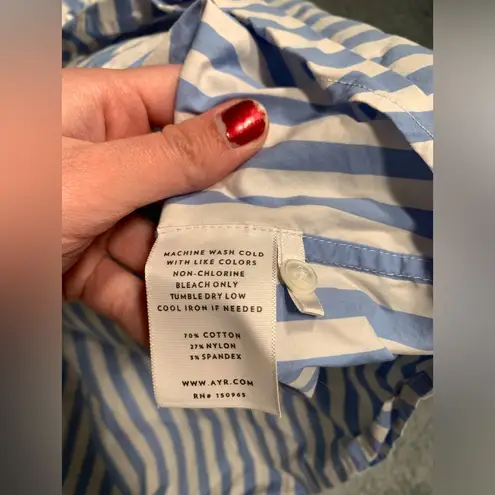 MACHINE WASH COLD
WITH LIKE COLORS
NON-CHLORINE
BLEACH ONLY
TUMBLE DRY LOW
COOL IRON IF NEEDED
70% COTTON
27% NYLON
3% SPANDEX
WWW.AYR.COM
RN# 150965